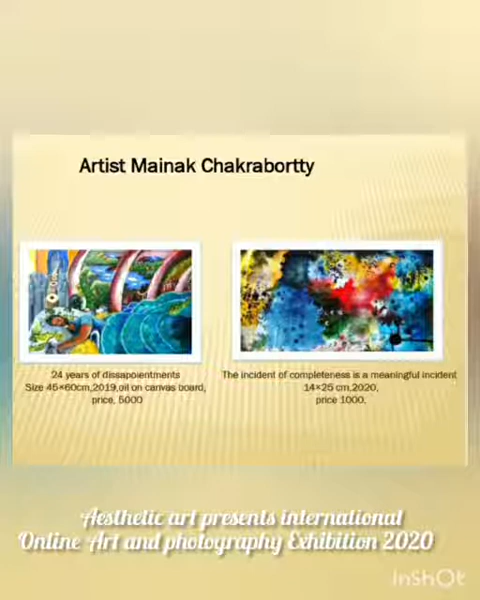 Artist Mainak Chakrabortty
24 years of dissapoientments
Size 45×60cm,2019,oil on canvas board,
price, 5000
The incident of completeness is a meaningful incident
14×25 cm,2020,
price 1000,
Aesthetic art presents international
Online Art and photography Exhibition 2020
InShOt